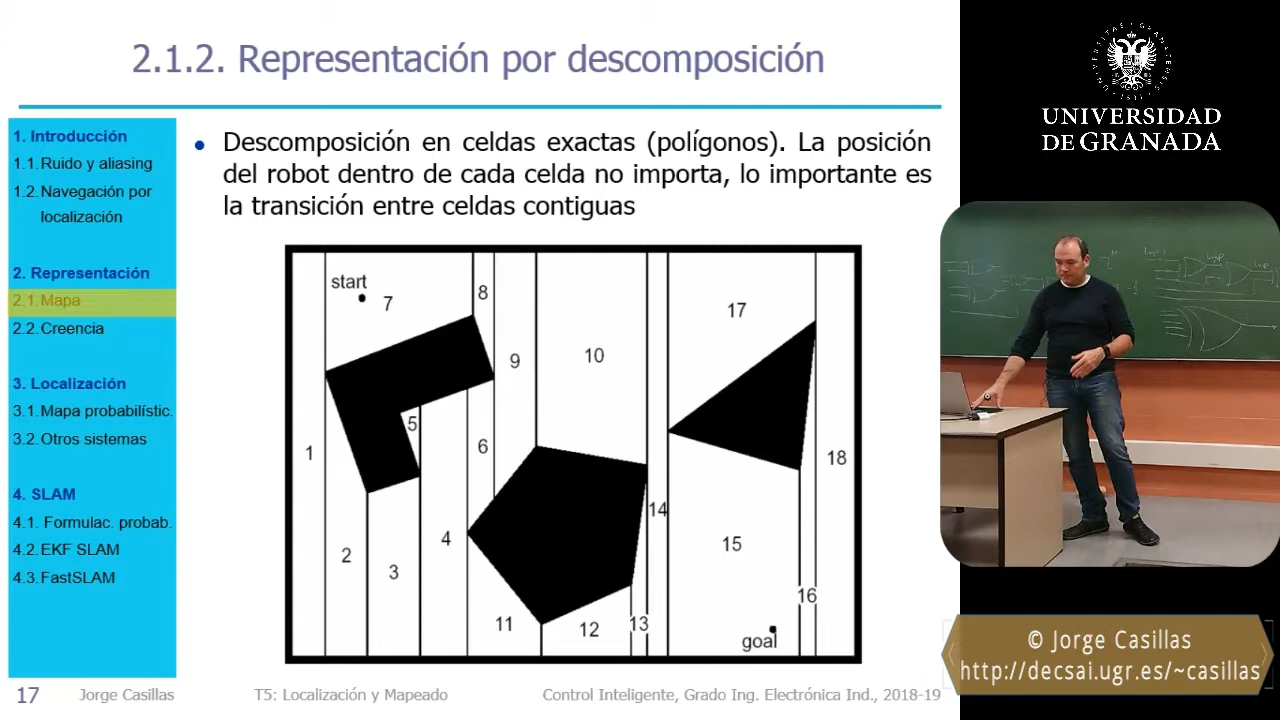 2.1.2. Representación por descomposición
1. Introducción
1.1. Ruido y aliasing
1.2. Navegación por
localización
2. Representación
2.1. Mapa
2.2. Creencia
3. Localización
3.1. Mapa probabilístic.
3.2. Otros sistemas
4. SLAM
4.1. Formulac. probab.
4.2. EKF SLAM
4.3. FastSLAM
• Descomposición en celdas exactas (polígonos). La posición
del robot dentro de cada celda no importa, lo importante es
la transición entre celdas contiguas
start
7
8
17
9
10
5
1
6
18
14
4
15
2
3
16
11
12
13
goal
17
Jorge Casillas
T5: Localización y Mapeado
Control Inteligente, Grado Ing. Electrónica Ind., 2018-19
UNIVERSIDAD
DE GRANADA
© Jorge Casillas
http://decsai.ugr.es/~casillas